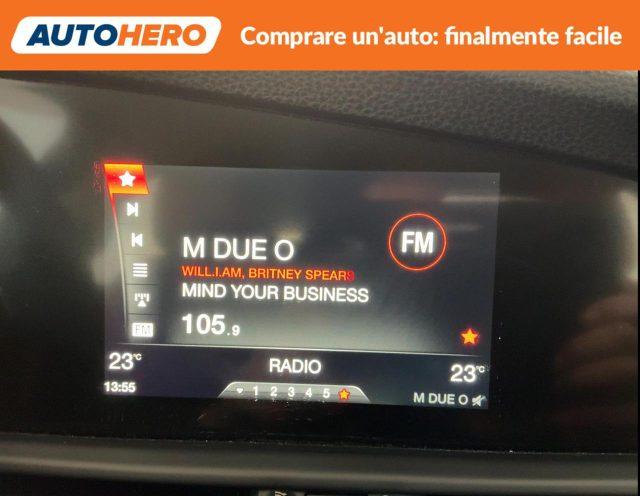 AUTOHERO
Comprare un'auto: finalmente facile
M DUE O
FM
WILL.I.AM, BRITNEY SPEARS
MIND YOUR BUSINESS
FM
105.9
23°C
RADIO
23°C
13:55
1 2 3 4 5
M DUE O